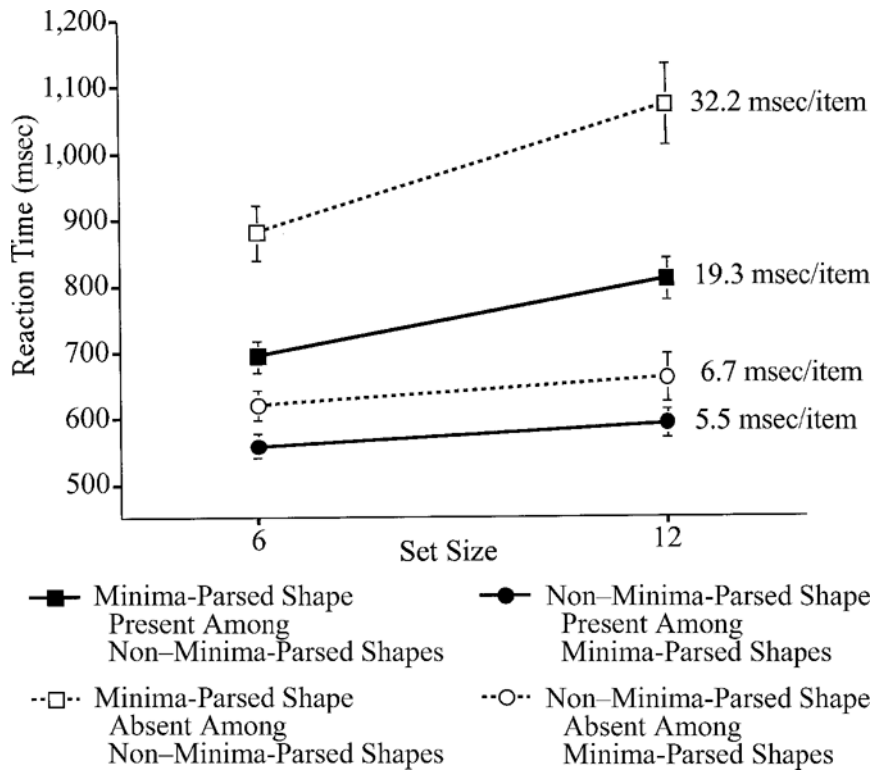 1,200
1,100
1,000
900
800
700
600
500
Reaction Time (msec)
32.2 msec/item
19.3 msec/item
6.7 msec/item
5.5 msec/item
6
12
Set Size
Minima-Parsed Shape
Present Among
Non–Minima-Parsed Shapes
Non–Minima-Parsed Shape
Present Among
Minima-Parsed Shapes
Minima-Parsed Shape
Absent Among
Non–Minima-Parsed Shapes
Non–Minima-Parsed Shape
Absent Among
Minima-Parsed Shapes